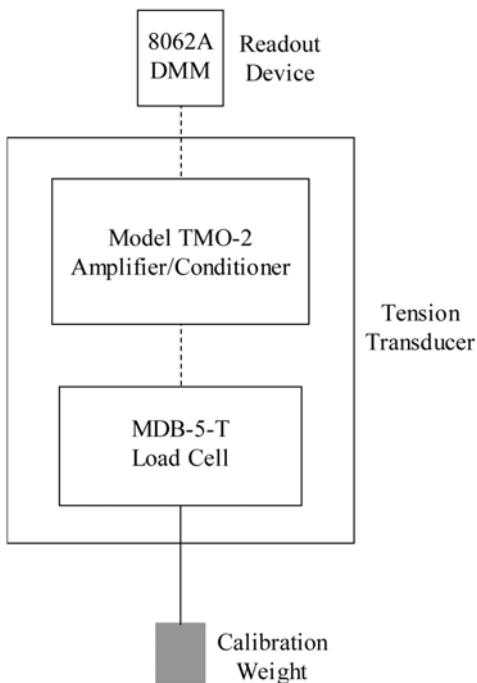 8062A
DMM
Readout
Device
Model TMO-2
Amplifier/Conditioner
Tension
Transducer
MDB-5-T
Load Cell
Calibration
Weight